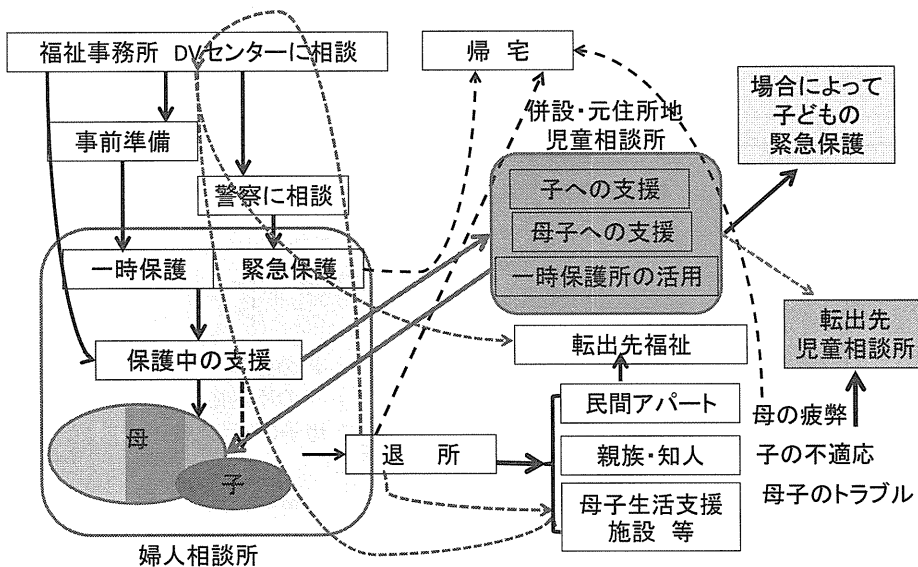 福祉事務所 DVセンターに相談
帰宅
場合によって
子どもの
緊急保護
併設・元住所地
児童相談所
事前準備
警察に相談
子への支援
母子への支援
一時保護所の活用
一時保護
緊急保護
転出先
児童相談所
転出先福祉
保護中の支援
民間アパート
母の疲弊
母
子
退所
親族・知人
子の不適応
母子生活支援
施設 等
母子のトラブル
婦人相談所